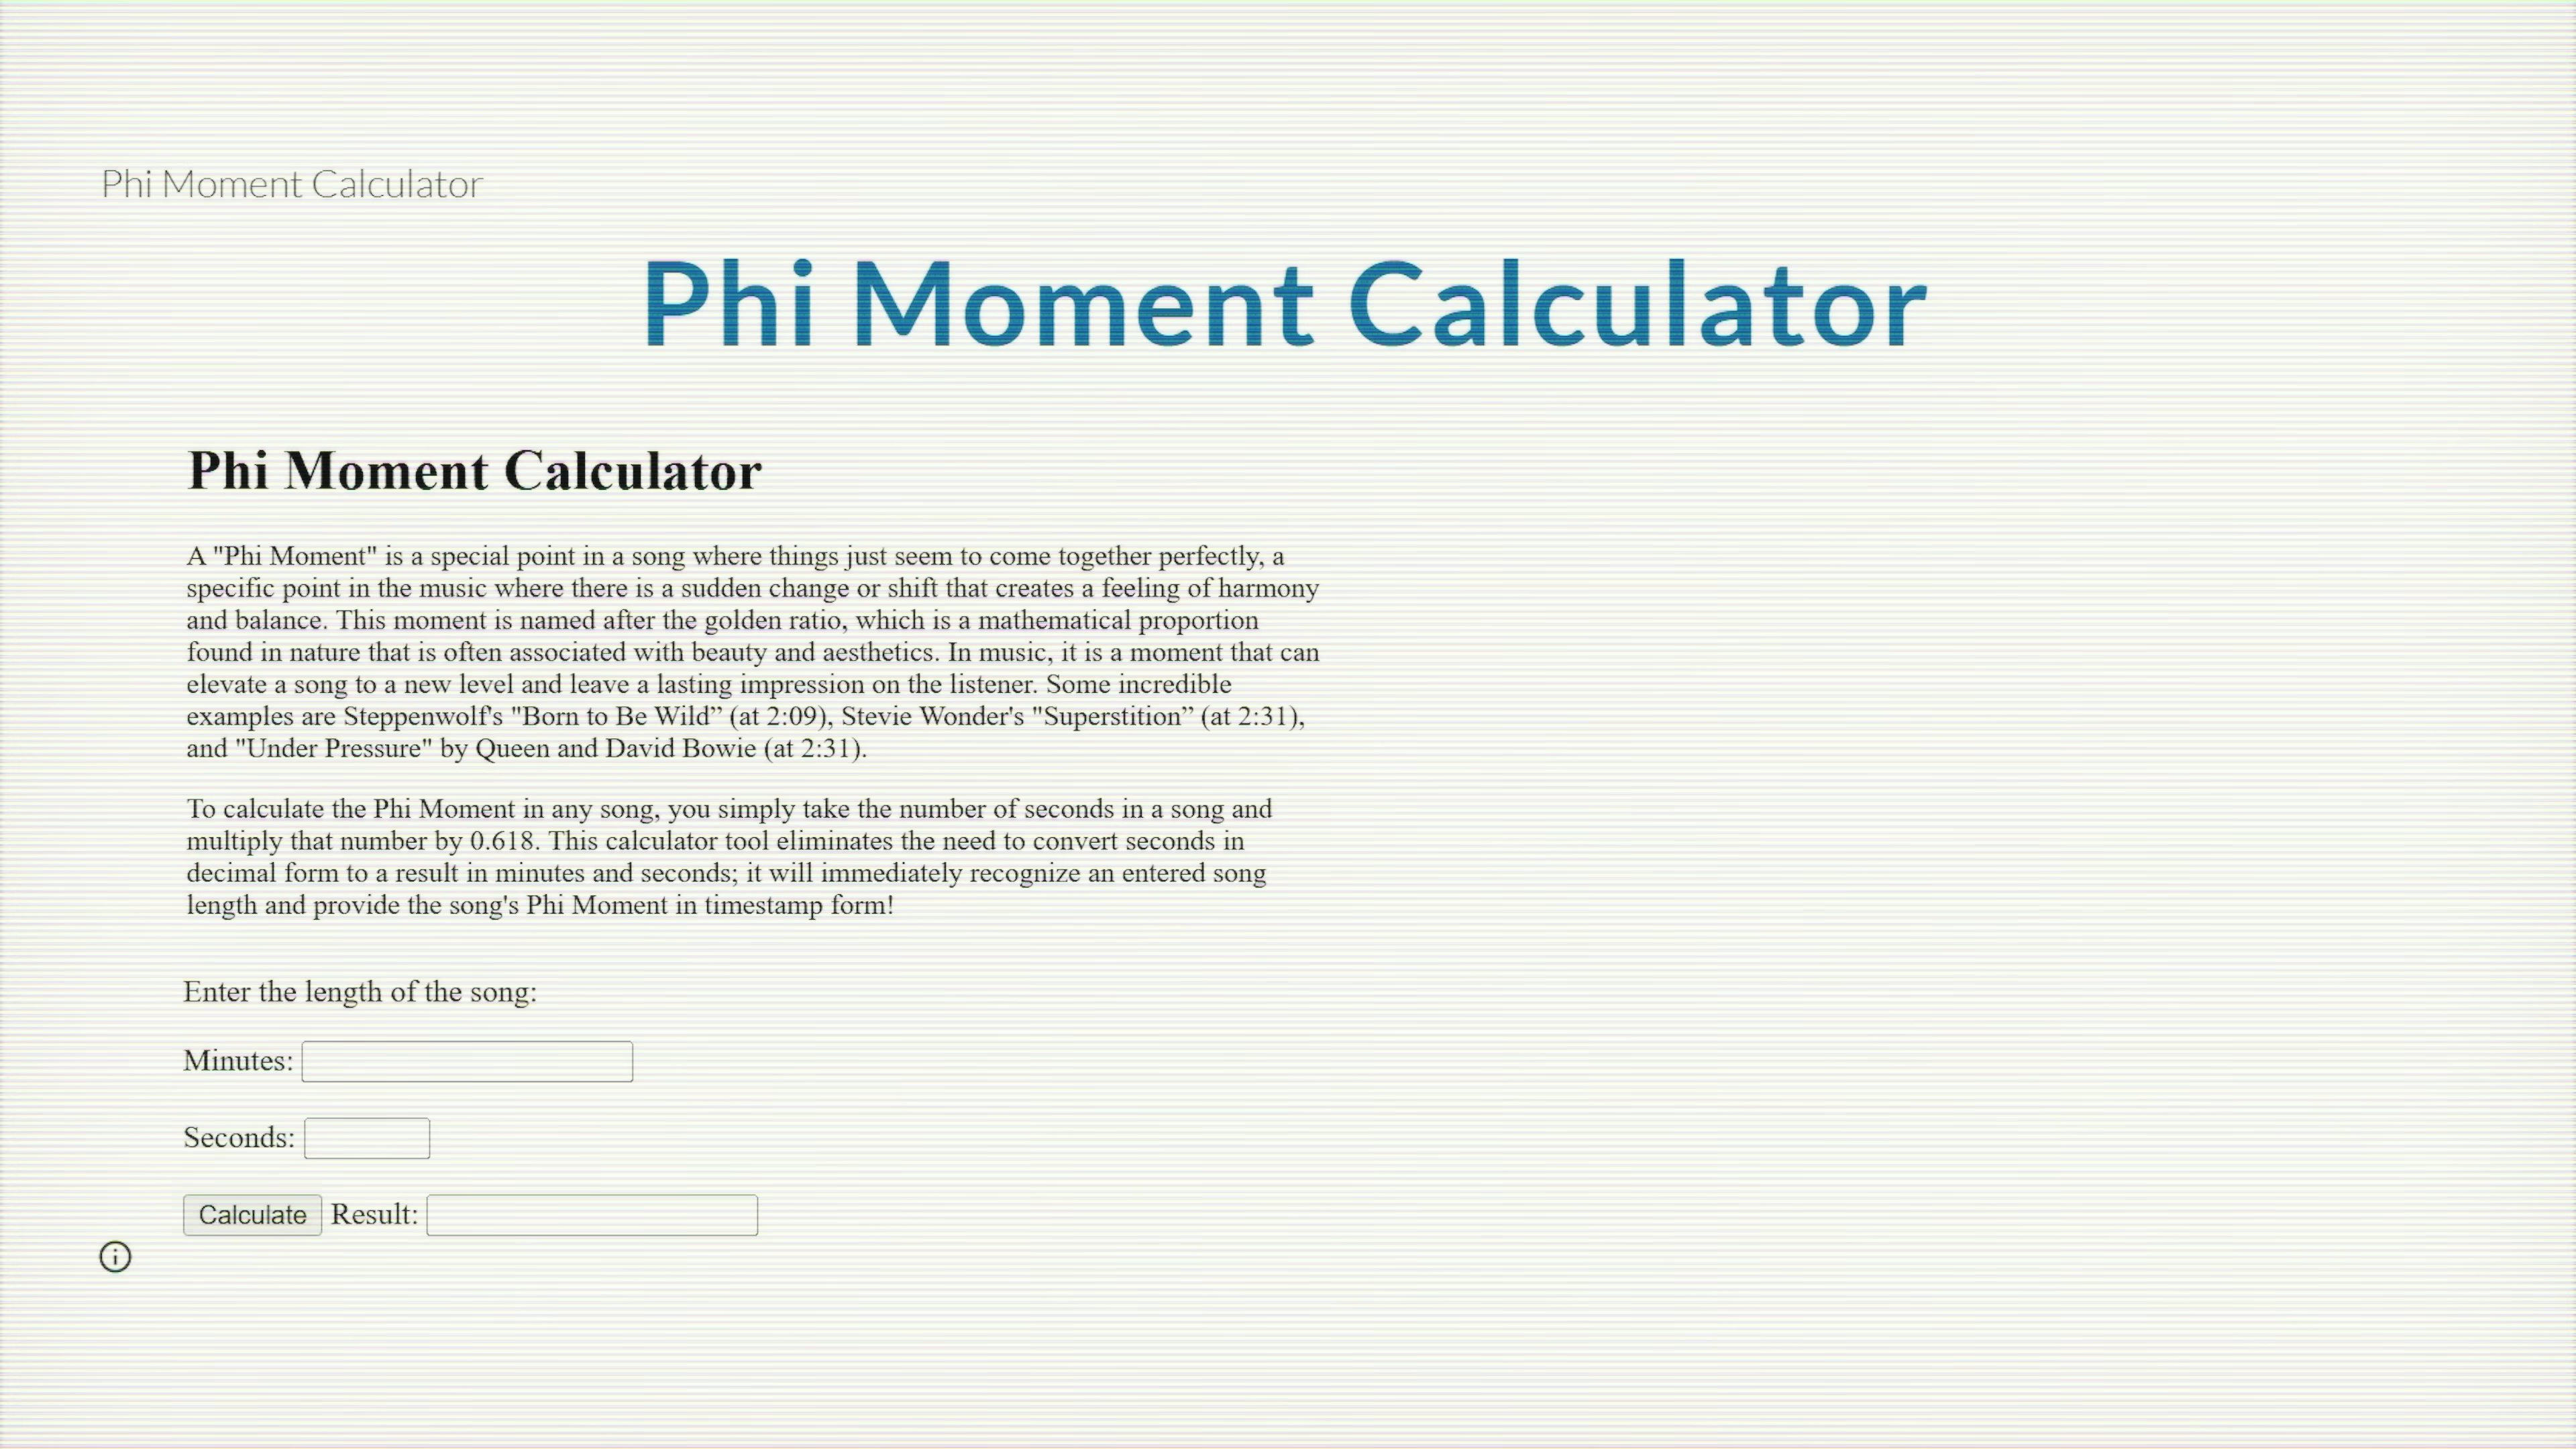 Phi Moment Calculator
Phi Moment Calculator
Phi Moment Calculator
A "Phi Moment" is a special point in a song where things just seem to come together perfectly, a
specific point in the music where there is a sudden change or shift that creates a feeling of harmony
and balance. This moment is named after the golden ratio, which is a mathematical proportion
found in nature that is often associated with beauty and aesthetics. In music, it is a moment that can
elevate a song to a new level and leave a lasting impression on the listener. Some incredible
examples are Steppenwolf's "Born to Be Wild” (at 2:09), Stevie Wonder's "Superstition” (at 2:31),
and "Under Pressure" by Queen and David Bowie (at 2:31).
To calculate the Phi Moment in any song, you simply take the number of seconds in a song and
multiply that number by 0.618. This calculator tool eliminates the need to convert seconds in
decimal form to a result in minutes and seconds; it will immediately recognize an entered song
length and provide the song's Phi Moment in timestamp form!
Enter the length of the song:
Minutes:
Seconds:
Calculate Result: